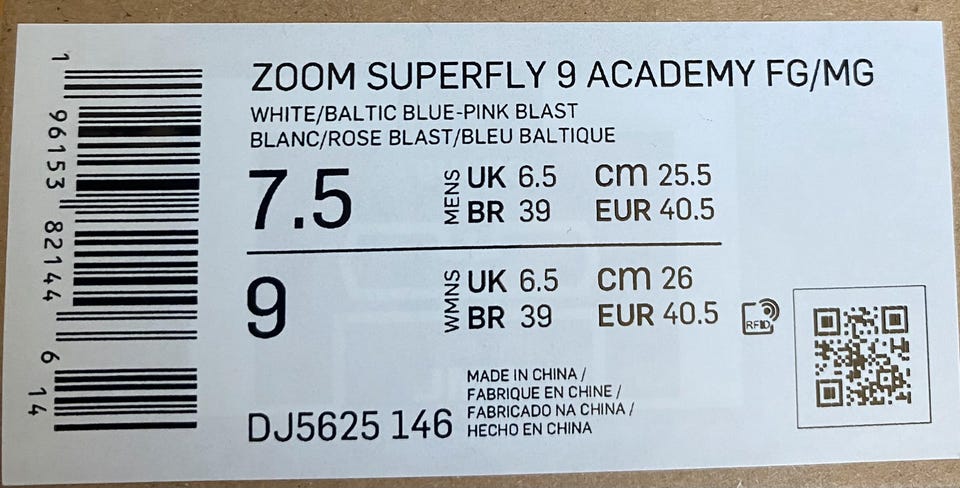 ZOOM SUPERFLY 9 ACADEMY FG/MG
WHITE/BALTIC BLUE-PINK BLAST
BLANC/ROSE BLAST/BLEU BALTIQUE
7.5 MENS UK 6.5 cm 25.5
BR 39 EUR 40.5
9 WMNS UK 6.5 cm 26
BR 39 EUR 40.5
RFID
DJ5625 146
MADE IN CHINA /
FABRIQUE EN CHINE /
FABRICADO NA CHINA /
HECHO EN CHINA
1 96153 82144 6 14